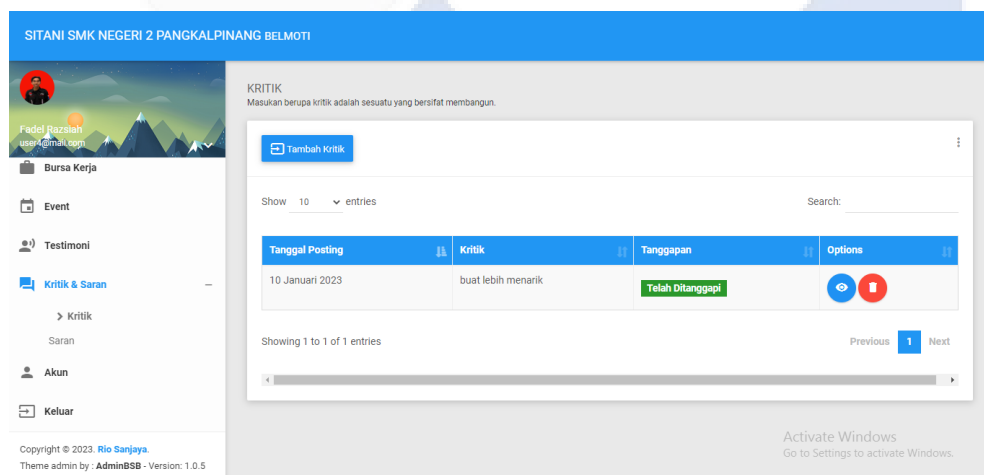 SITANI SMK NEGERI 2 PANGKALPINANG BELMOTI
Fadel Razsiah
user4@mail.com
Bursa Kerja
Event
Testimoni
Kritik & Saran
Kritik
Saran
Akun
Keluar
Copyright © 2023. Rio Sanjaya.
Theme admin by : AdminBSB - Version: 1.0.5
KRITIK
Masukan berupa kritik adalah sesuatu yang bersifat membangun.
Tambah Kritik
Show 10 entries Search:
Tanggal Posting Kritik Tanggapan Options
10 Januari 2023 buat lebih menarik Telah Ditanggapi
Showing 1 to 1 of 1 entries Previous 1 Next
Activate Windows
Go to Settings to activate Windows.